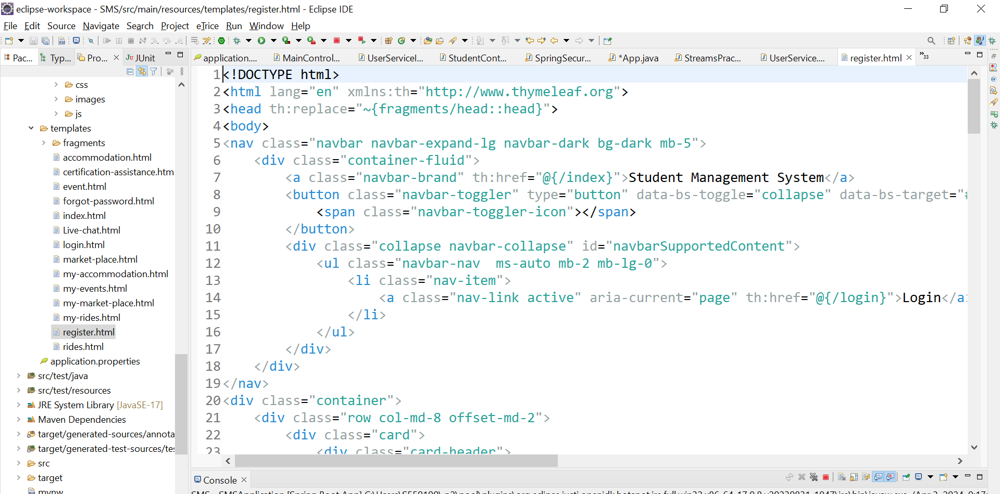 eclipse-workspace - SMS/src/main/resources/templates/register.html - Eclipse IDE
File Edit Source Navigate Search Project eTrice Run Window Help
Pac... Typ... Pro... JUnit
application.... MainControl... UserServiceI... StudentCont... SpringSecur... *App.java StreamsPrac... UserService.... register.html 33
css
images
js
templates
fragments
accommodation.html
certification-assistance.htm
event.html
forgot-password.html
index.html
Live-chat.html
login.html
market-place.html
my-accommodation.html
my-events.html
my-market-place.html
my-rides.html
register.html
rides.html
application.properties
src/test/java
src/test/resources
JRE System Library [JavaSE-17]
Maven Dependencies
target/generated-sources/annota
target/generated-test-sources/tes
src
target
mvnw
1 <!DOCTYPE html>
2 <html lang="en" xmlns:th="http://www.thymeleaf.org">
3 <head th:replace="~{fragments/head::head}">
4 <body>
5 <nav class="navbar navbar-expand-lg navbar-dark bg-dark mb-5">
6 <div class="container-fluid">
7 <a class="navbar-brand" th:href="@{/index}">Student Management System</a>
8 <button class="navbar-toggler" type="button" data-bs-toggle="collapse" data-bs-target="#
9 <span class="navbar-toggler-icon"></span>
10 </button>
11 <div class="collapse navbar-collapse" id="navbarSupportedContent">
12 <ul class="navbar-nav  ms-auto mb-2 mb-lg-0">
13 <li class="nav-item">
14 <a class="nav-link active" aria-current="page" th:href="@{/login}">Login</a>
15 </li>
16 </ul>
17 </div>
18 </div>
19 </nav>
20 <div class="container">
21 <div class="row col-md-8 offset-md-2">
22 <div class="card">
23 <div class="card-header">
Console